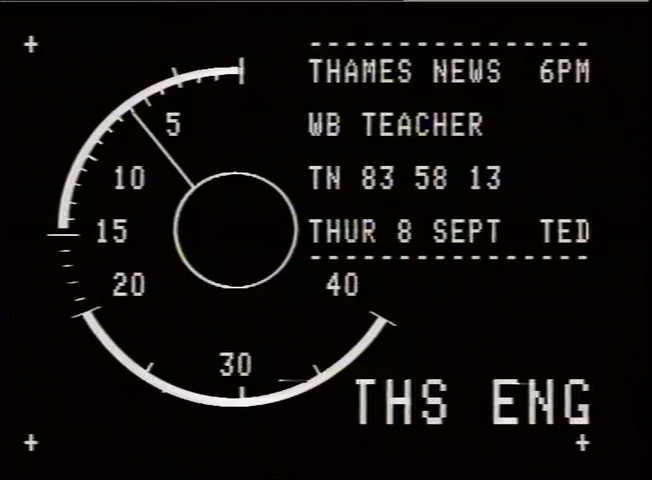 THAMES NEWS 6PM
WB TEACHER
TN 83 58 13
THUR 8 SEPT TED
5
10
15
20
30
40
THS ENG